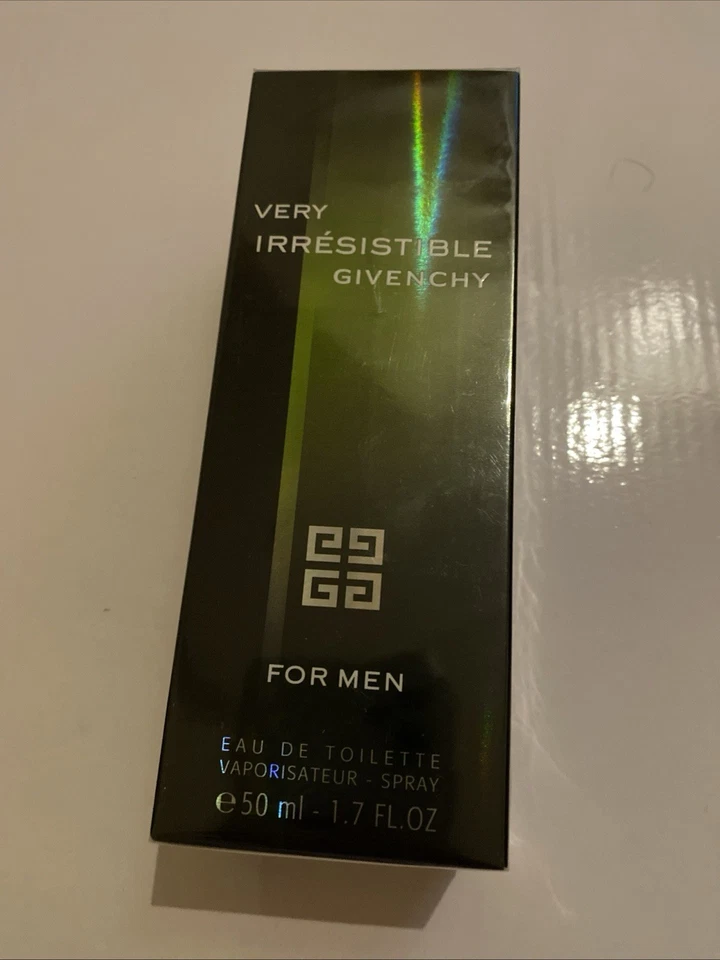 VERY
IRRÉSISTIBLE
GIVENCHY
FOR MEN
EAU DE TOILETTE
VAPORISATEUR - SPRAY
℮50 ml - 1.7 FL.OZ